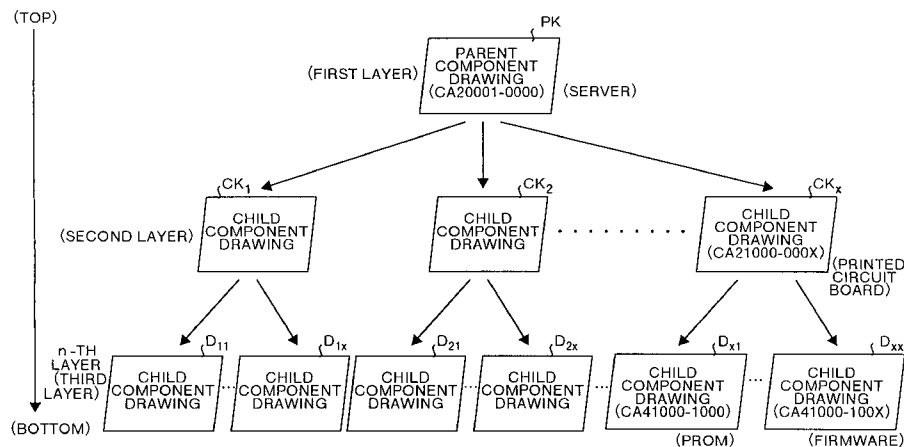 (TOP)
PK
PARENT
COMPONENT
DRAWING
(CA20001-0000)
(FIRST LAYER)
(SERVER)
CK1
CK2
CKX
(SECOND LAYER)
CHILD
COMPONENT
DRAWING
CHILD
COMPONENT
DRAWING
CHILD
COMPONENT
DRAWING
(CA21000-000X)
(PRINTED
CIRCUIT
BOARD)
n-TH
LAYER
(THIRD
LAYER)
D11
D1x
D21
D2x
Dx1
Dxx
CHILD
COMPONENT
DRAWING
CHILD
COMPONENT
DRAWING
CHILD
COMPONENT
DRAWING
CHILD
COMPONENT
DRAWING
CHILD
COMPONENT
DRAWING
(CA41000-1000)
CHILD
COMPONENT
DRAWING
(CA41000-100X)
(BOTTOM)
(PROM)
(FIRMWARE)